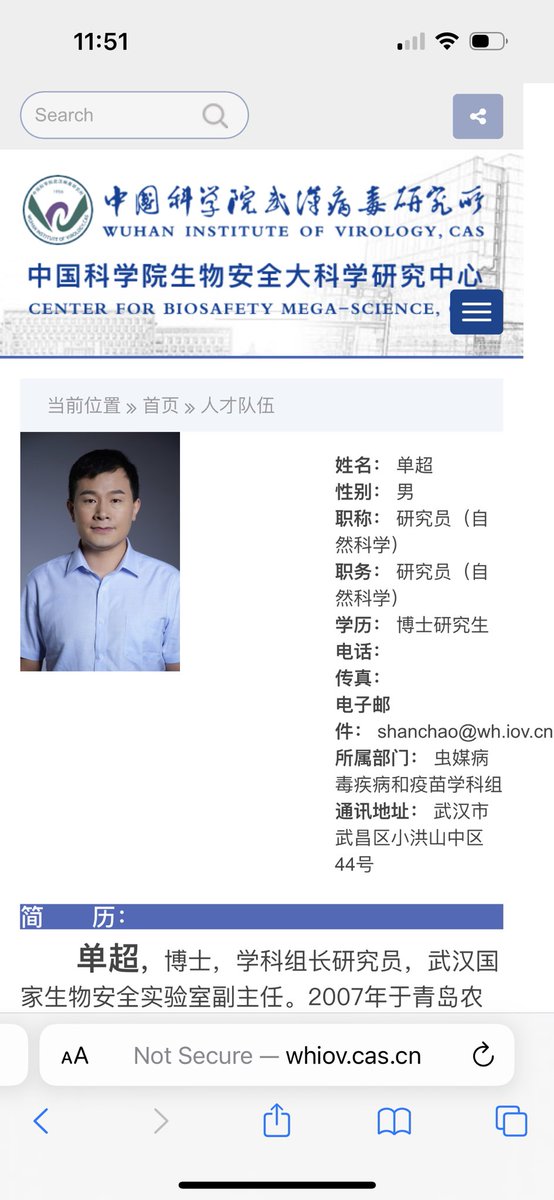 11:51
Search
中国科学院武汉病毒研究所
WUHAN INSTITUTE OF VIROLOGY, CAS
中国科学院生物安全大科学研究中心
CENTER FOR BIOSAFETY MEGA-SCIENCE,
当前位置 » 首页 » 人才队伍
姓名： 单超
性别： 男
职称： 研究员（自
然科学）
职务： 研究员（自
然科学）
学历： 博士研究生
电话：
传真：
电子邮
件： shanchao@wh.iov.cn
所属部门： 虫媒病
毒疾病和疫苗学科组
通讯地址： 武汉市
武昌区小洪山中区
44号
简 历：
单超，博士，学科组长研究员，武汉国
家生物安全实验室副主任。2007年于青岛农
AA Not Secure — whiov.cas.cn